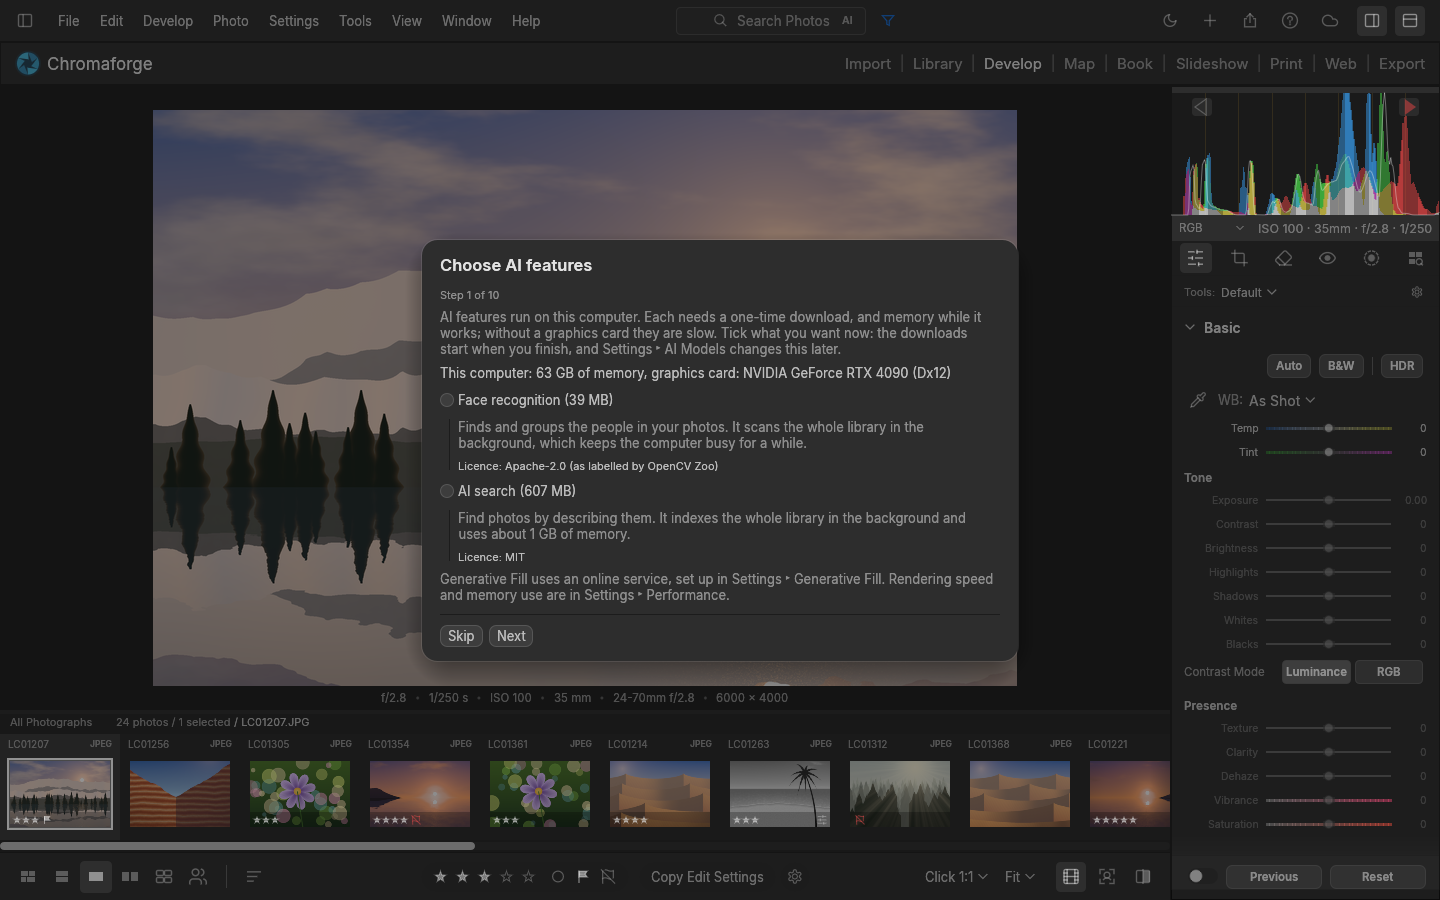 File Edit Develop Photo Settings Tools View Window Help
Search Photos AI
Chromaforge
Import Library Develop Map Book Slideshow Print Web Export
RGB ISO 100 · 35mm · f/2.8 · 1/250
Tools: Default
Basic
Auto B&W HDR
WB: As Shot
Temp 0
Tint 0
Tone
Exposure 0.00
Contrast 0
Brightness 0
Highlights 0
Shadows 0
Whites 0
Blacks 0
Contrast Mode Luminance RGB
Presence
Texture 0
Clarity 0
Dehaze 0
Vibrance 0
Saturation 0
Previous Reset
Choose AI features
Step 1 of 10
AI features run on this computer. Each needs a one-time download, and memory while it
works; without a graphics card they are slow. Tick what you want now: the downloads
start when you finish, and Settings ▸ AI Models changes this later.
This computer: 63 GB of memory, graphics card: NVIDIA GeForce RTX 4090 (Dx12)
Face recognition (39 MB)
Finds and groups the people in your photos. It scans the whole library in the
background, which keeps the computer busy for a while.
Licence: Apache-2.0 (as labelled by OpenCV Zoo)
AI search (607 MB)
Find photos by describing them. It indexes the whole library in the background and
uses about 1 GB of memory.
Licence: MIT
Generative Fill uses an online service, set up in Settings ▸ Generative Fill. Rendering speed
and memory use are in Settings ▸ Performance.
Skip Next
f/2.8 • 1/250 s • ISO 100 • 35 mm • 24-70mm f/2.8 • 6000 × 4000
All Photographs 24 photos / 1 selected / LC01207.JPG
LC01207 JPEG LC01256 JPEG LC01305 JPEG LC01354 JPEG LC01361 JPEG LC01214 JPEG LC01263 JPEG LC01312 JPEG LC01368 JPEG LC01221
Copy Edit Settings
Click 1:1 Fit